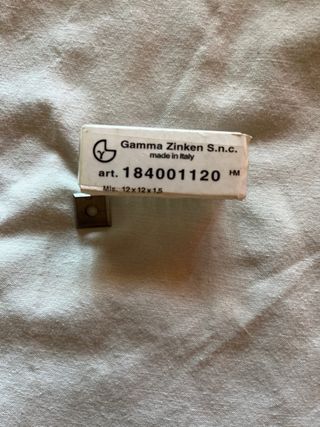 Gamma Zinken S.n.c.
made in Italy
art. 184001120 HM
Mis. 12 x 12 x 1,5